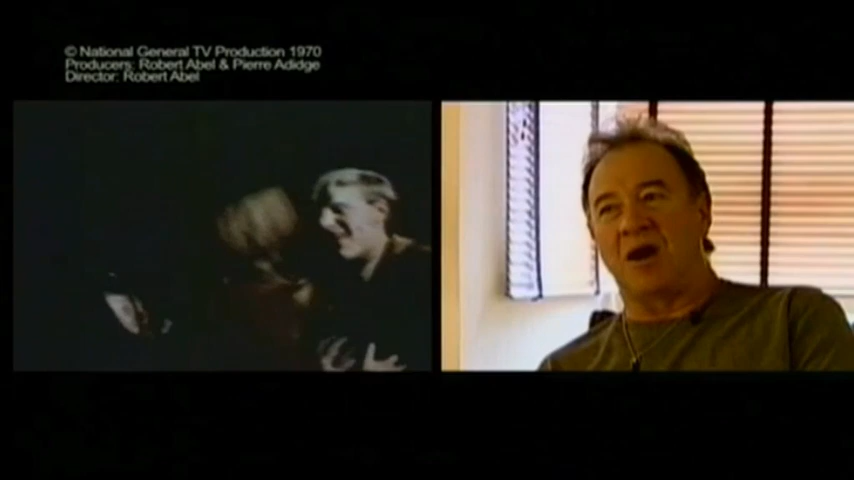 © National General TV Production 1970
Producers: Robert Abel & Pierre Adidge
Director: Robert Abel